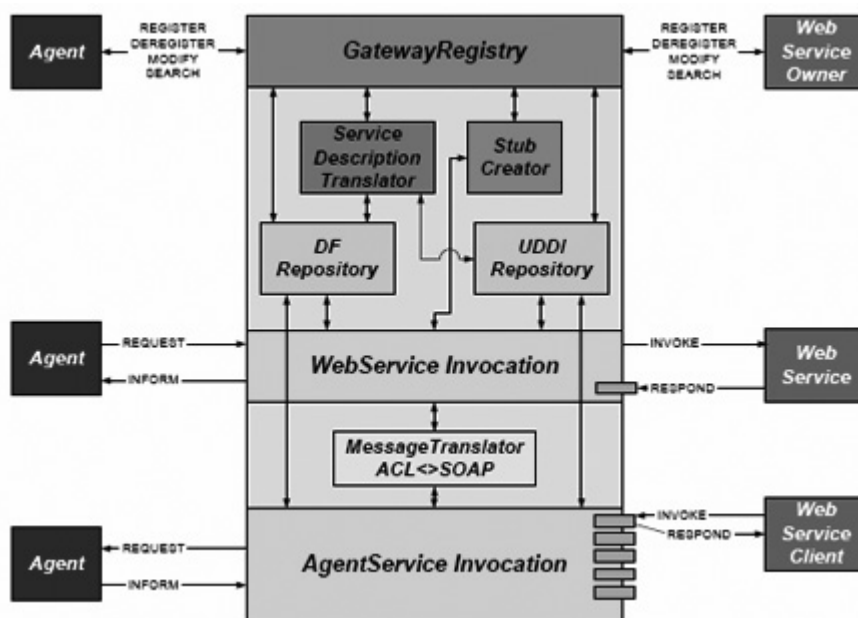 REGISTER
DEREGISTER
MODIFY
SEARCH
Agent
GatewayRegistry
REGISTER
DEREGISTER
MODIFY
SEARCH
Web
Service
Owner
Service
Description
Translator
Stub
Creator
DF
Repository
UDDI
Repository
Agent
REQUEST
INFORM
WebService Invocation
INVOKE
RESPOND
Web
Service
MessageTranslator
ACL<>SOAP
Agent
REQUEST
INFORM
AgentService Invocation
INVOKE
RESPOND
Web
Service
Client